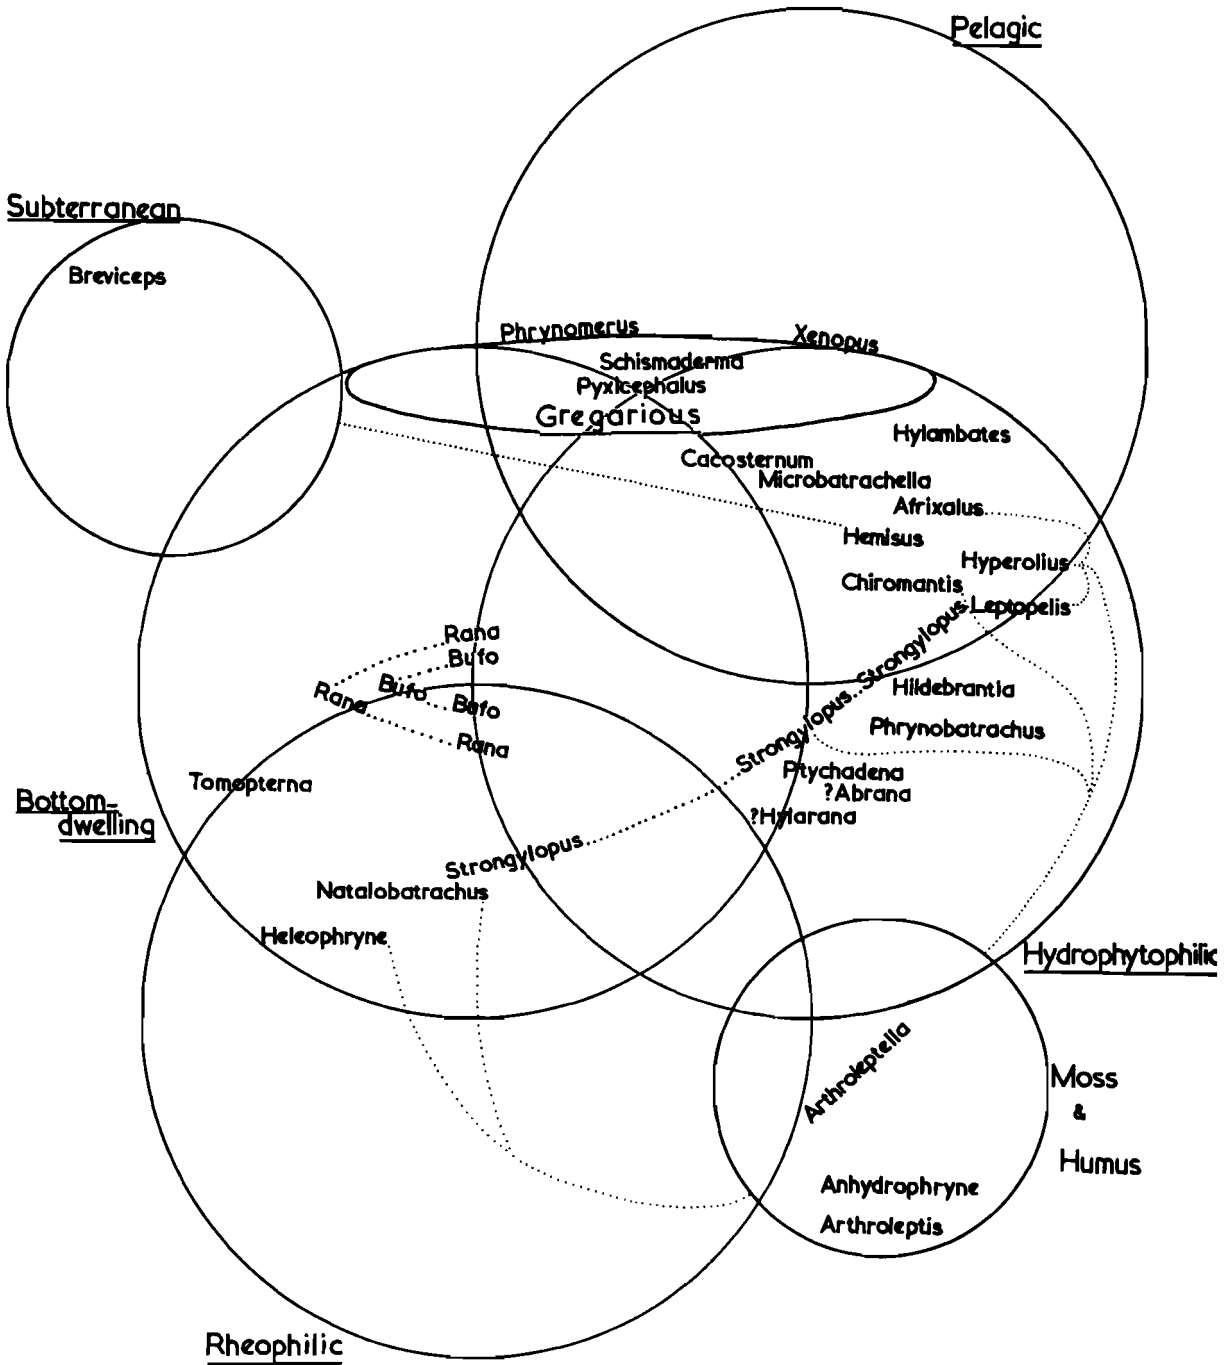 Pelagic
Subterranean
Breviceps
Phrynomerus
Xenopus
Schismaderma
Pyxicephalus
Gregarious
Hylambates
Cacosternum
Microbatrachella
Afrixalus
Hemisus
Hyperolius
Chiromantis
Leptopelis
Strongylopus
Rana
Bufo
Bufo
Rana
Bufo
Rana
Hildebrantia
Strongylopus
Phrynobatrachus
Ptychadena
?Abrana
?Hylarana
Tomopterna
Bottom-
dwelling
Strongylopus
Natalobatrachus
Heleophryne
Hydrophytophilic
Arthroleptella
Moss
&
Humus
Anhydrophryne
Arthroleptis
Rheophilic